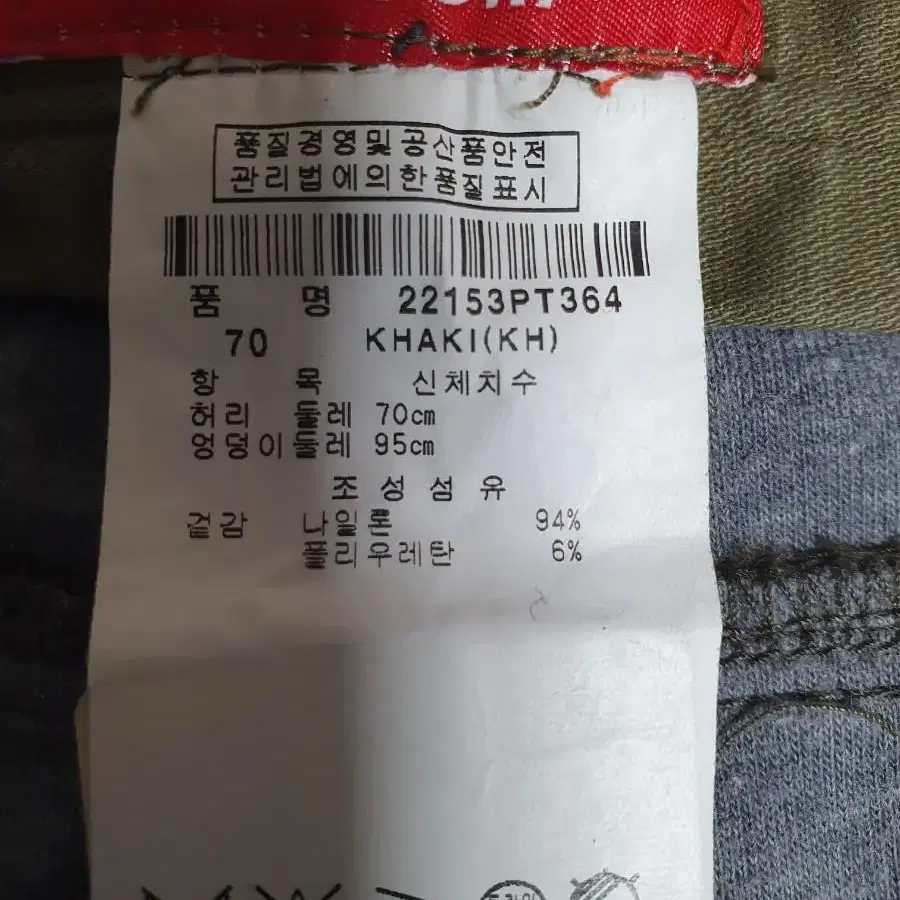 품질경영및공산품안전
관리법에의한품질표시
품 명 22153PT364
70 KHAKI(KH)
항 목 신체치수
허리 둘레 70cm
엉덩이둘레 95cm
조성섬유
겉감 나일론 94%
폴리우레탄 6%